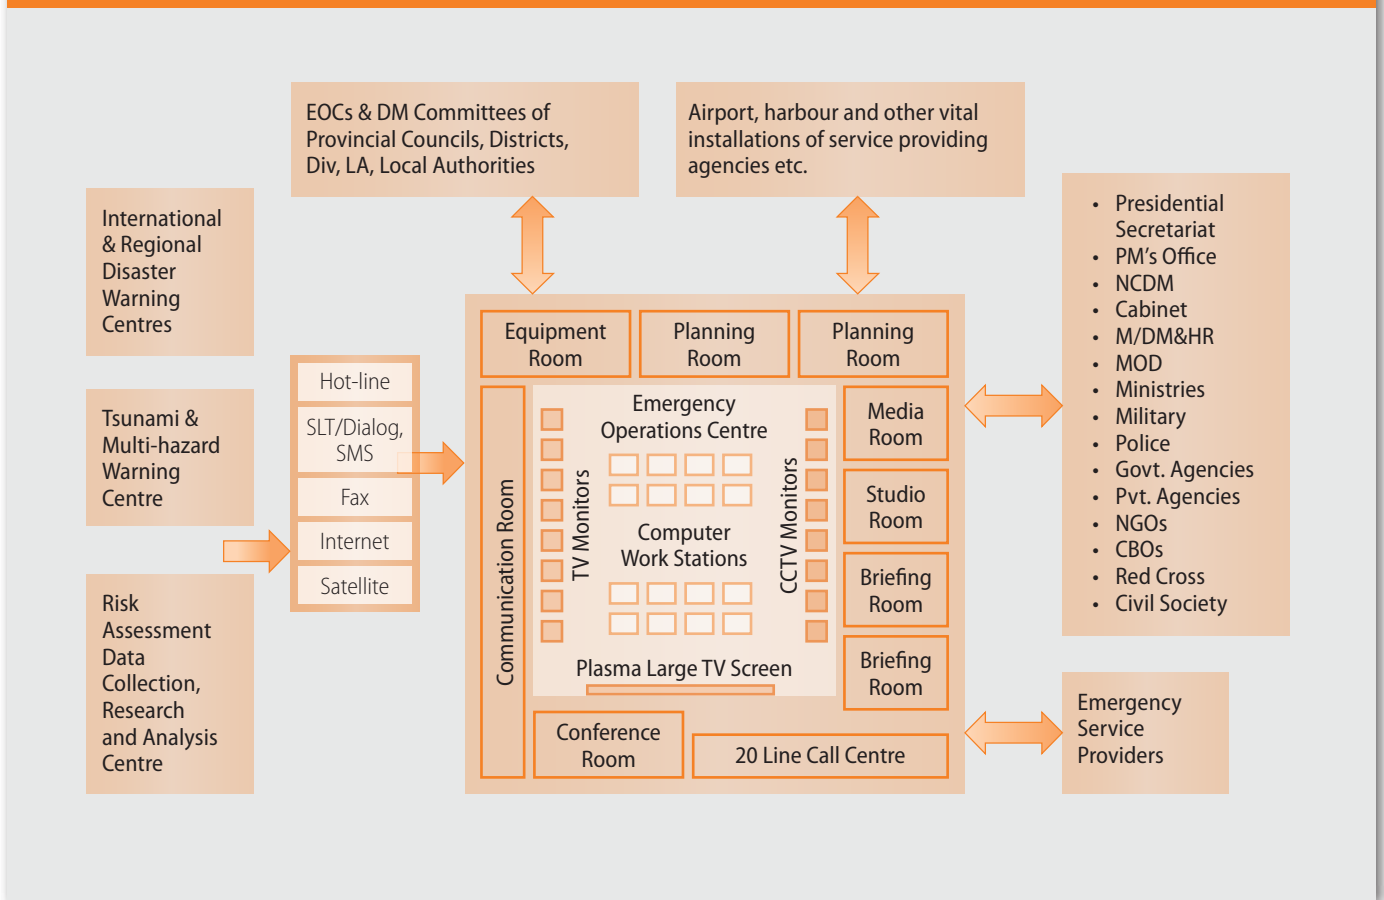 EOCs & DM Committees of
Provincial Councils, Districts,
Div, LA, Local Authorities
Airport, harbour and other vital
installations of service providing
agencies etc.
International
& Regional
Disaster
Warning
Centres
Tsunami &
Multi-hazard
Warning
Centre
Risk
Assessment
Data
Collection,
Research
and Analysis
Centre
Hot-line
SLT/Dialog,
SMS
Fax
Internet
Satellite
Equipment
Room
Planning
Room
Planning
Room
Communication Room
TV Monitors
Emergency
Operations Centre
Computer
Work Stations
CCTV Monitors
Plasma Large TV Screen
Media
Room
Studio
Room
Briefing
Room
Briefing
Room
Conference
Room
20 Line Call Centre
• Presidential
Secretariat
• PM's Office
• NCDM
• Cabinet
• M/DM&HR
• MOD
• Ministries
• Military
• Police
• Govt. Agencies
• Pvt. Agencies
• NGOs
• CBOs
• Red Cross
• Civil Society
Emergency
Service
Providers